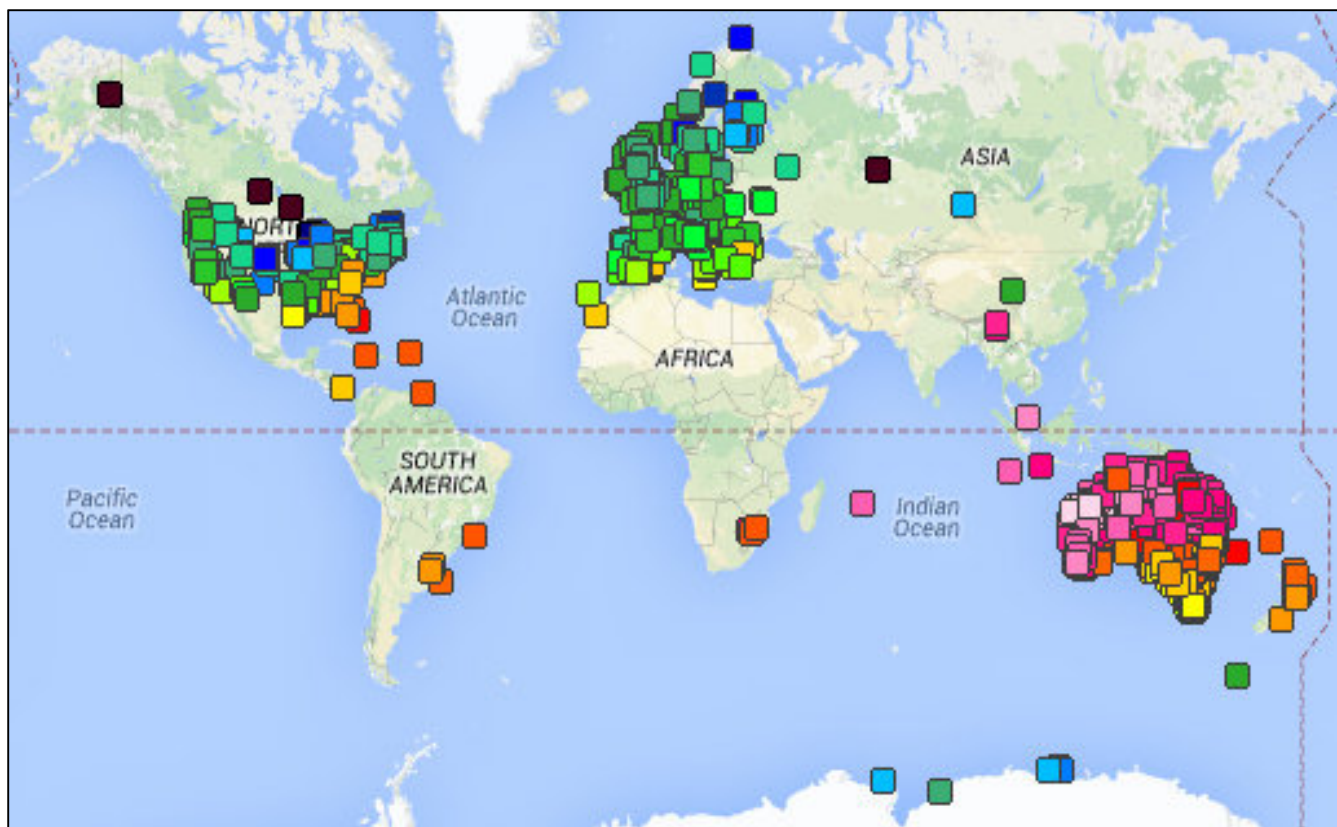 ASIA
NORT
Atlantic
Ocean
AFRICA
SOUTH
AMERICA
Pacific
Ocean
Indian
Ocean